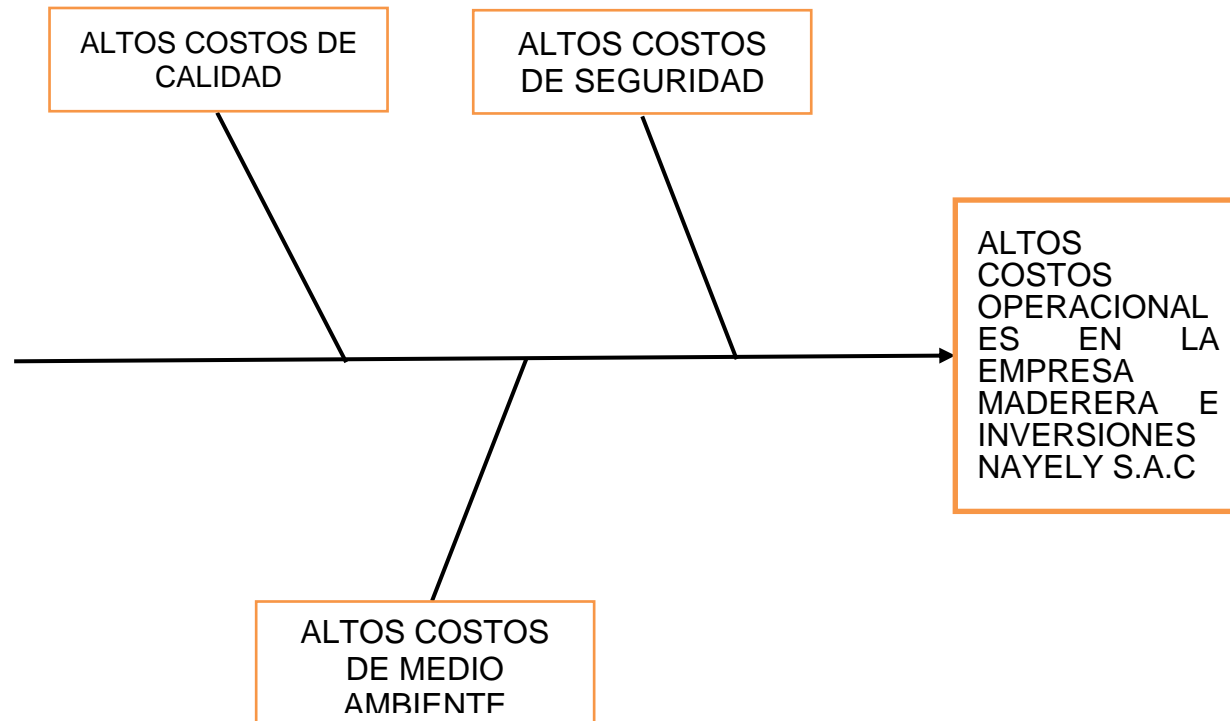 ALTOS COSTOS DE
CALIDAD
ALTOS COSTOS
DE SEGURIDAD
ALTOS
COSTOS
OPERACIONAL
ES EN LA
EMPRESA
MADERERA E
INVERSIONES
NAYELY S.A.C
ALTOS COSTOS
DE MEDIO
AMBIENTE